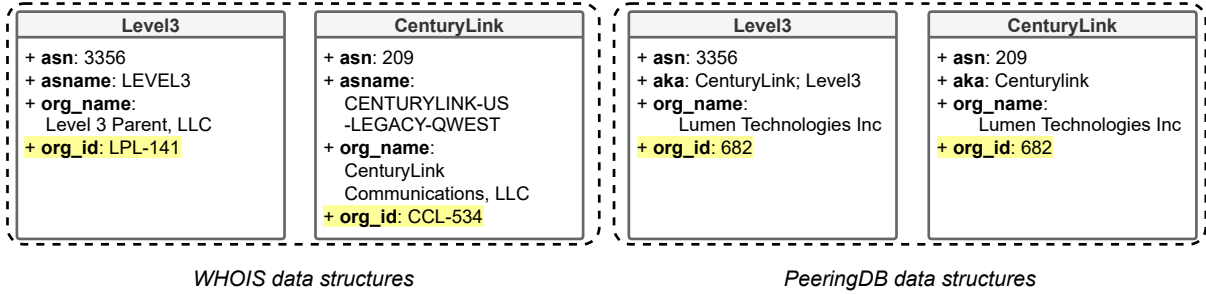 Level3
+ asn: 3356
+ asname: LEVEL3
+ org_name:
Level 3 Parent, LLC
+ org_id: LPL-141
CenturyLink
+ asn: 209
+ asname:
CENTURYLINK-US
-LEGACY-QWEST
+ org_name:
CenturyLink
Communications, LLC
+ org_id: CCL-534
WHOIS data structures
Level3
+ asn: 3356
+ aka: CenturyLink; Level3
+ org_name:
Lumen Technologies Inc
+ org_id: 682
CenturyLink
+ asn: 209
+ aka: Centurylink
+ org_name:
Lumen Technologies Inc
+ org_id: 682
PeeringDB data structures